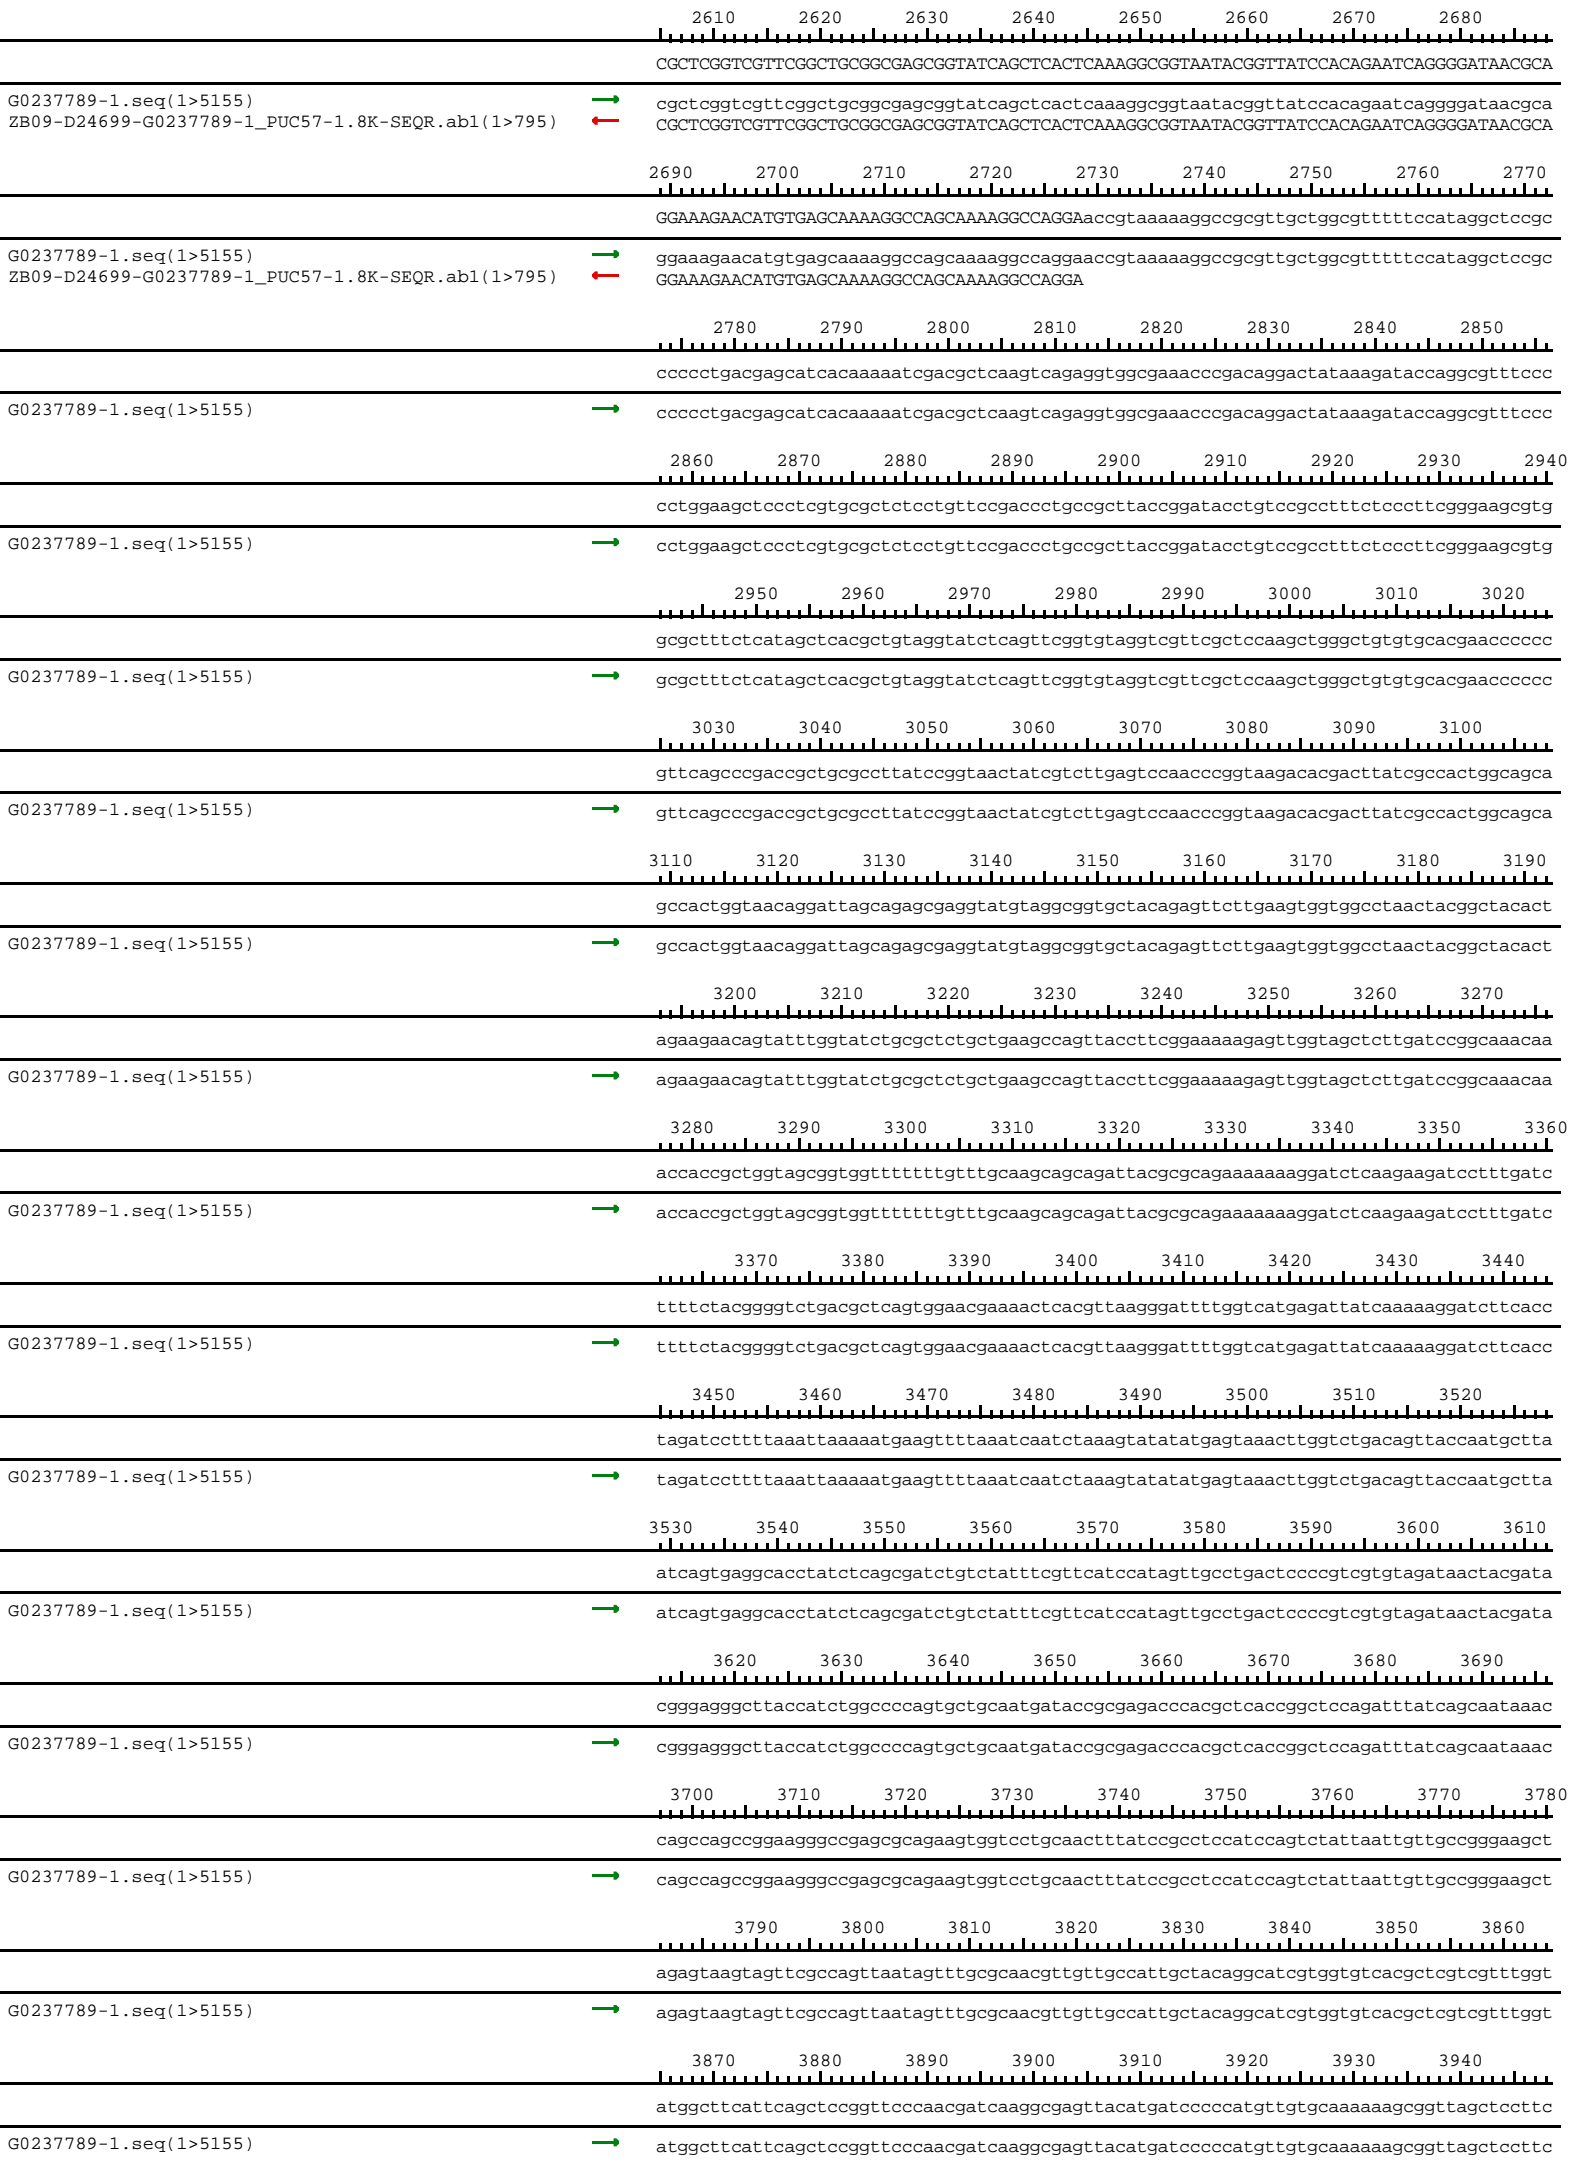 2610 2620 2630 2640 2650 2660 2670 2680
CGCTCGGTCGTTCGGCTGCGGCGAGCGGTATCAGCTCACTCAAAGGCGGTAATACGGTTATCCACAGAATCAGGGGATAACGCA
G0237789-1.seq(1>5155) cgctcggtcgttcggctgcggcgagcggtatcagctcactcaaaggcggtaatacggttatccacagaatcaggggataacgca
ZB09-D24699-G0237789-1_PUC57-1.8K-SEQR.ab1(1>795) CGCTCGGTCGTTCGGCTGCGGCGAGCGGTATCAGCTCACTCAAAGGCGGTAATACGGTTATCCACAGAATCAGGGGATAACGCA
2690 2700 2710 2720 2730 2740 2750 2760 2770
GGAAAGAACATGTGAGCAAAAGGCCAGCAAAAGGCCAGGAaccgtaaaaaggccgcgttgctggcgtttttccataggctccgc
G0237789-1.seq(1>5155) ggaaagaacatgtgagcaaaaggccagcaaaaggccaggaaccgtaaaaaggccgcgttgctggcgtttttccataggctccgc
ZB09-D24699-G0237789-1_PUC57-1.8K-SEQR.ab1(1>795) GGAAAGAACATGTGAGCAAAAGGCCAGCAAAAGGCCAGGA
2780 2790 2800 2810 2820 2830 2840 2850
ccccctgacgagcatcacaaaaatcgacgctcaagtcagaggtggcgaaacccgacaggactataaagataccaggcgtttccc
G0237789-1.seq(1>5155) ccccctgacgagcatcacaaaaatcgacgctcaagtcagaggtggcgaaacccgacaggactataaagataccaggcgtttccc
2860 2870 2880 2890 2900 2910 2920 2930 2940
cctggaagctccctcgtgcgctctcctgttccgaccctgccgcttaccggatacctgtccgcctttctcccttcgggaagcgtg
G0237789-1.seq(1>5155) cctggaagctccctcgtgcgctctcctgttccgaccctgccgcttaccggatacctgtccgcctttctcccttcgggaagcgtg
2950 2960 2970 2980 2990 3000 3010 3020
gcgctttctcatagctcacgctgtaggtatctcagttcggtgtaggtcgttcgctccaagctgggctgtgtgcacgaacccccc
G0237789-1.seq(1>5155) gcgctttctcatagctcacgctgtaggtatctcagttcggtgtaggtcgttcgctccaagctgggctgtgtgcacgaacccccc
3030 3040 3050 3060 3070 3080 3090 3100
gttcagcccgaccgctgcgccttatccggtaactatcgtcttgagtccaacccggtaagacacgacttatcgccactggcagca
G0237789-1.seq(1>5155) gttcagcccgaccgctgcgccttatccggtaactatcgtcttgagtccaacccggtaagacacgacttatcgccactggcagca
3110 3120 3130 3140 3150 3160 3170 3180 3190
gccactggtaacaggattagcagagcgaggtatgtaggcggtgctacagagttcttgaagtggtggcctaactacggctacact
G0237789-1.seq(1>5155) gccactggtaacaggattagcagagcgaggtatgtaggcggtgctacagagttcttgaagtggtggcctaactacggctacact
3200 3210 3220 3230 3240 3250 3260 3270
agaagaacagtatttggtatctgcgctctgctgaagccagttaccttcggaaaaagagttggtagctcttgatccggcaaacaa
G0237789-1.seq(1>5155) agaagaacagtatttggtatctgcgctctgctgaagccagttaccttcggaaaaagagttggtagctcttgatccggcaaacaa
3280 3290 3300 3310 3320 3330 3340 3350 3360
accaccgctggtagcggtggtttttttgtttgcaagcagcagattacgcgcagaaaaaaaggatctcaagaagatcctttgatc
G0237789-1.seq(1>5155) accaccgctggtagcggtggtttttttgtttgcaagcagcagattacgcgcagaaaaaaaggatctcaagaagatcctttgatc
3370 3380 3390 3400 3410 3420 3430 3440
ttttctacggggtctgacgctcagtggaacgaaaactcacgttaagggattttggtcatgagattatcaaaaaggatcttcacc
G0237789-1.seq(1>5155) ttttctacggggtctgacgctcagtggaacgaaaactcacgttaagggattttggtcatgagattatcaaaaaggatcttcacc
3450 3460 3470 3480 3490 3500 3510 3520
tagatccttttaaattaaaaatgaagttttaaatcaatctaaagtatatatgagtaaacttggtctgacagttaccaatgctta
G0237789-1.seq(1>5155) tagatccttttaaattaaaaatgaagttttaaatcaatctaaagtatatatgagtaaacttggtctgacagttaccaatgctta
3530 3540 3550 3560 3570 3580 3590 3600 3610
atcagtgaggcacctatctcagcgatctgtctatttcgttcatccatagttgcctgactccccgtcgtgtagataactacgata
G0237789-1.seq(1>5155) atcagtgaggcacctatctcagcgatctgtctatttcgttcatccatagttgcctgactccccgtcgtgtagataactacgata
3620 3630 3640 3650 3660 3670 3680 3690
cgggagggcttaccatctggccccagtgctgcaatgataccgcgagacccacgctcaccggctccagatttatcagcaataaac
G0237789-1.seq(1>5155) cgggagggcttaccatctggccccagtgctgcaatgataccgcgagacccacgctcaccggctccagatttatcagcaataaac
3700 3710 3720 3730 3740 3750 3760 3770 3780
cagccagccggaagggccgagcgcagaagtggtcctgcaactttatccgcctccatccagtctattaattgttgccgggaagct
G0237789-1.seq(1>5155) cagccagccggaagggccgagcgcagaagtggtcctgcaactttatccgcctccatccagtctattaattgttgccgggaagct
3790 3800 3810 3820 3830 3840 3850 3860
agagtaagtagttcgccagttaatagtttgcgcaacgttgttgccattgctacaggcatcgtggtgtcacgctcgtcgtttggt
G0237789-1.seq(1>5155) agagtaagtagttcgccagttaatagtttgcgcaacgttgttgccattgctacaggcatcgtggtgtcacgctcgtcgtttggt
3870 3880 3890 3900 3910 3920 3930 3940
atggcttcattcagctccggttcccaacgatcaaggcgagttacatgatcccccatgttgtgcaaaaaagcggttagctccttc
G0237789-1.seq(1>5155) atggcttcattcagctccggttcccaacgatcaaggcgagttacatgatcccccatgttgtgcaaaaaagcggttagctccttc